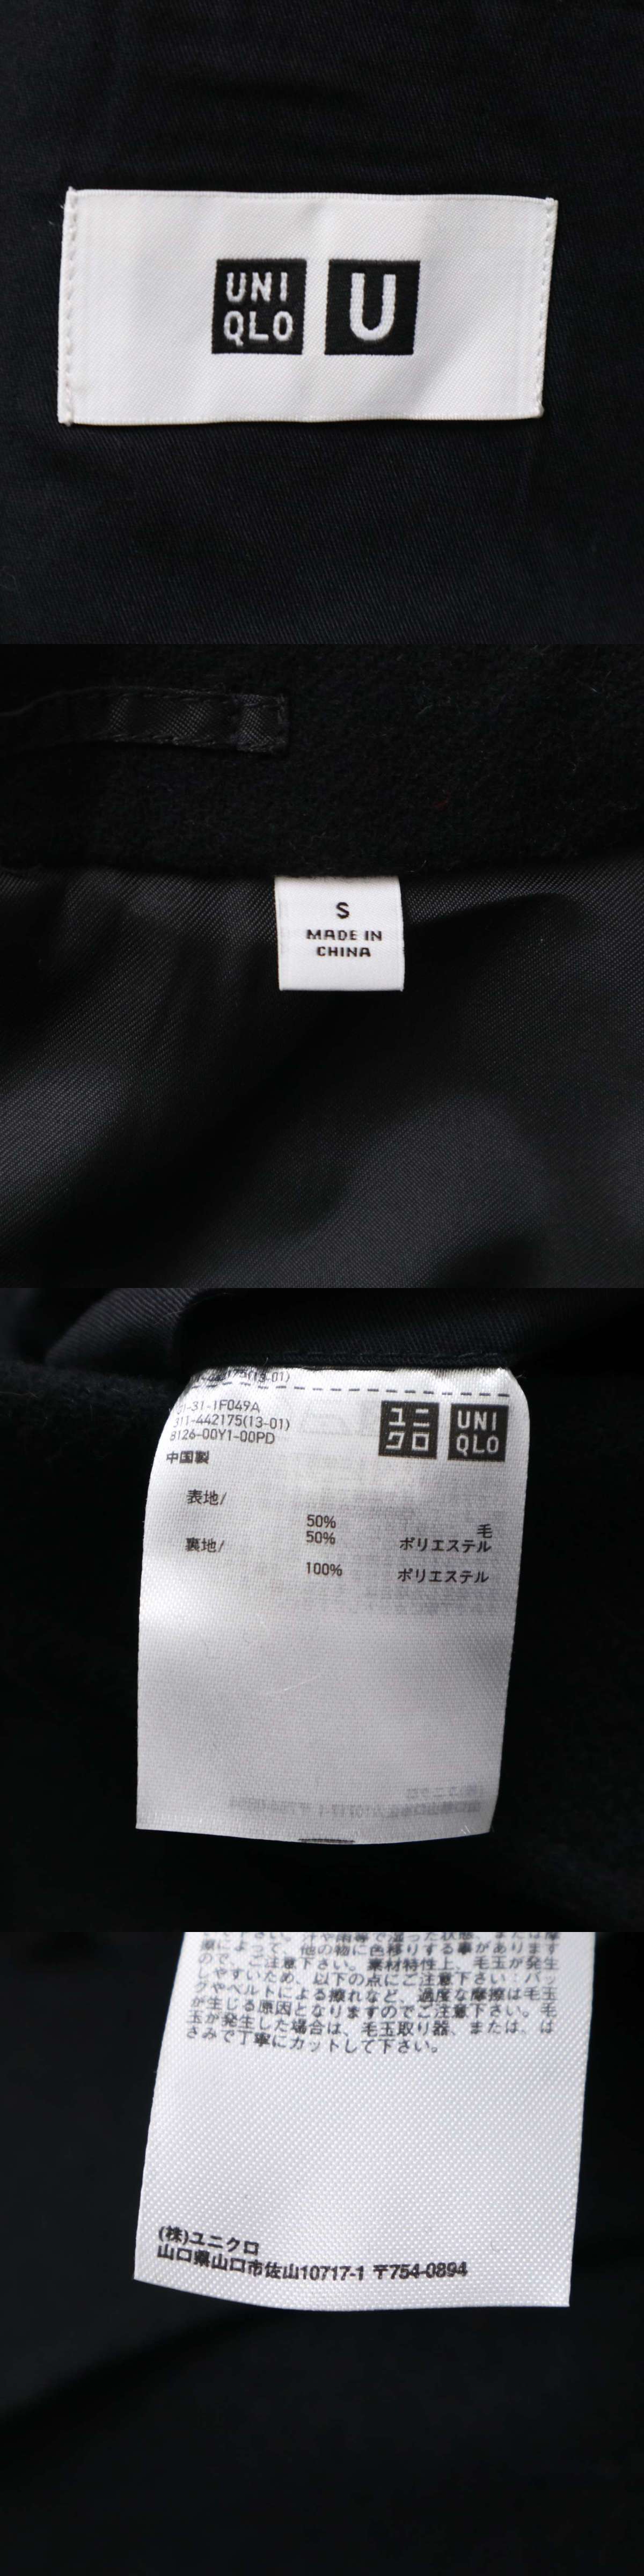 UNI
QLO
U
S
MADE IN
CHINA
(13-01)
-31-1F049A
311-442175(13-01)
8126-00Y1-00PD
中国製
ユニ
クロ
UNI
QLO
表地/
50% 毛
50% ポリエステル
裏地/
100% ポリエステル
擦によって、他の物に色移りする事があります
ので、ご注意下さい。素材特性上、毛玉が発生
しやすいため、以下の点にご注意下さい:バッ
グやベルトによる擦れなど、過度な摩擦は毛玉
が生じる原因となりますのでご注意下さい。毛
玉が発生した場合は、毛玉取り器、または、は
さみで丁寧にカットして下さい。
(株)ユニクロ
山口県山口市佐山10717-1 〒754-0894